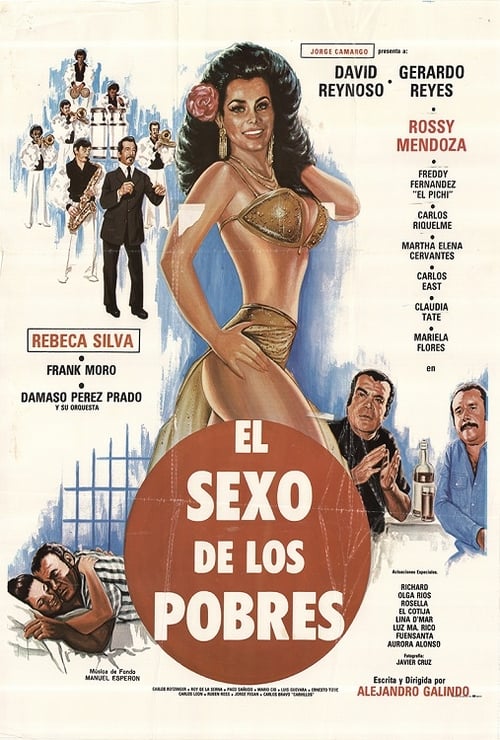 JORGE CAMARGO presenta a:
DAVID REYNOSO • GERARDO REYES
•
ROSSY
MENDOZA
•
FREDDY
FERNANDEZ
"EL PICHI"
•
CARLOS
RIQUELME
•
MARTHA ELENA
CERVANTES
•
CARLOS
EAST
•
CLAUDIA
TATE
•
MARIELA
FLORES
en
REBECA SILVA
•
FRANK MORO
•
DAMASO PEREZ PRADO
Y SU ORQUESTA
EL
SEXO
DE LOS
POBRES
Actuaciones Especiales.
RICHARD
OLGA RIOS
ROSELLA
EL COTIJA
LINA D'MAR
LUZ MA. RICO
FUENSANTA
AURORA ALONSO
Fotografía:
JAVIER CRUZ
Música de Fondo
MANUEL ESPERON
Escrita y Dirigida por
ALEJANDRO GALINDO